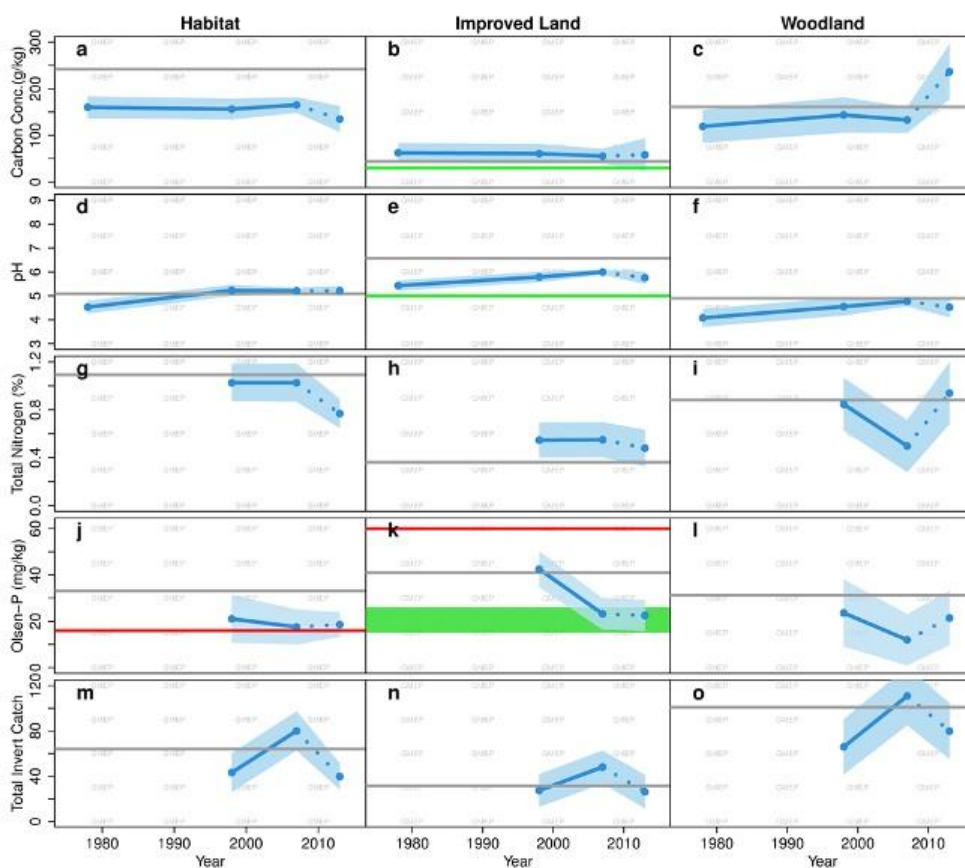 Habitat Improved Land Woodland
a b c
Carbon Conc.(g/kg)
0 100 200 300
d e f
pH
3 4 5 6 7 8 9
g h i
Total Nitrogen (%)
0.0 0.4 0.8 1.2
j k l
Olsen-P (mg/kg)
0 20 40 60
m n o
Total Invert Catch
0 40 80 120
1980 1990 2000 2010 1980 1990 2000 2010 1980 1990 2000 2010
Year Year Year